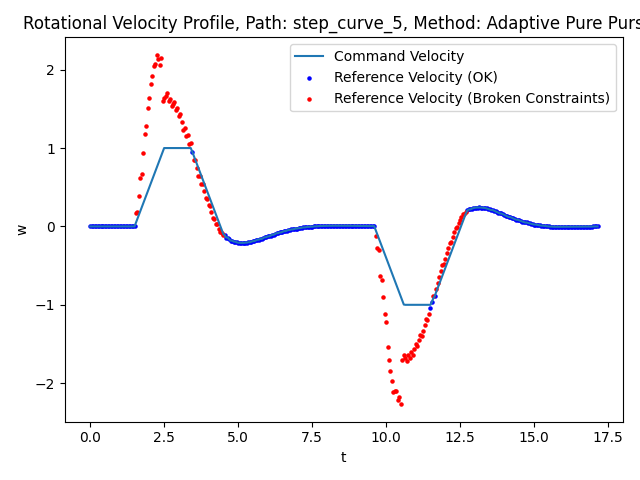 Rotational Velocity Profile, Path: step_curve_5, Method: Adaptive Pure Purs
Command Velocity
Reference Velocity (OK)
Reference Velocity (Broken Constraints)
2
1
0
−1
−2
w
0.0 2.5 5.0 7.5 10.0 12.5 15.0 17.5
t